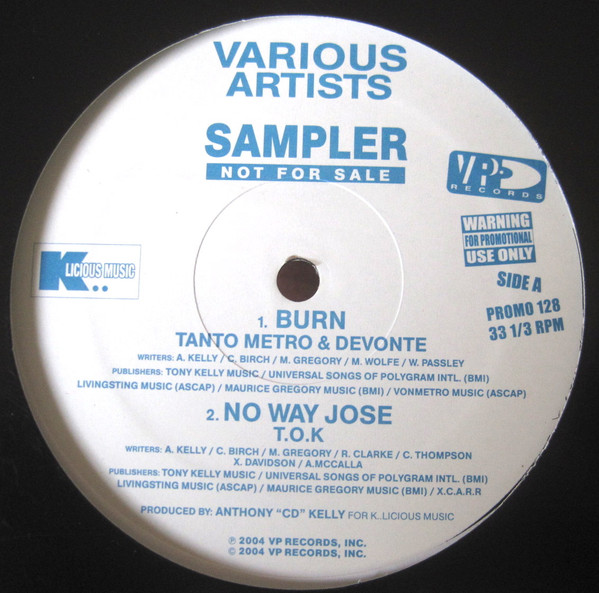 VARIOUS
ARTISTS
SAMPLER
NOT FOR SALE
VP
RECORDS
WARNING
FOR PROMOTIONAL
USE ONLY
SIDE A
PROMO 128
33 1/3 RPM
K LICIOUS MUSIC
..
1. BURN
TANTO METRO & DEVONTE
WRITERS: A. KELLY / C. BIRCH / M. GREGORY / M. WOLFE / W. PASSLEY
PUBLISHERS: TONY KELLY MUSIC / UNIVERSAL SONGS OF POLYGRAM INTL. (BMI)
LIVINGSTING MUSIC (ASCAP) / MAURICE GREGORY MUSIC (BMI) / VONMETRO MUSIC (ASCAP)
2. NO WAY JOSE
T.O.K
WRITERS: A. KELLY / C. BIRCH / M. GREGORY / R. CLARKE / C. THOMPSON
X. DAVIDSON / A.MCCALLA
PUBLISHERS: TONY KELLY MUSIC / UNIVERSAL SONGS OF POLYGRAM INTL. (BMI)
LIVINGSTING MUSIC (ASCAP) / MAURICE GREGORY MUSIC (BMI) / X.C.A.R.R
PRODUCED BY: ANTHONY "CD" KELLY FOR K..LICIOUS MUSIC
℗ 2004 VP RECORDS, INC.
© 2004 VP RECORDS, INC.